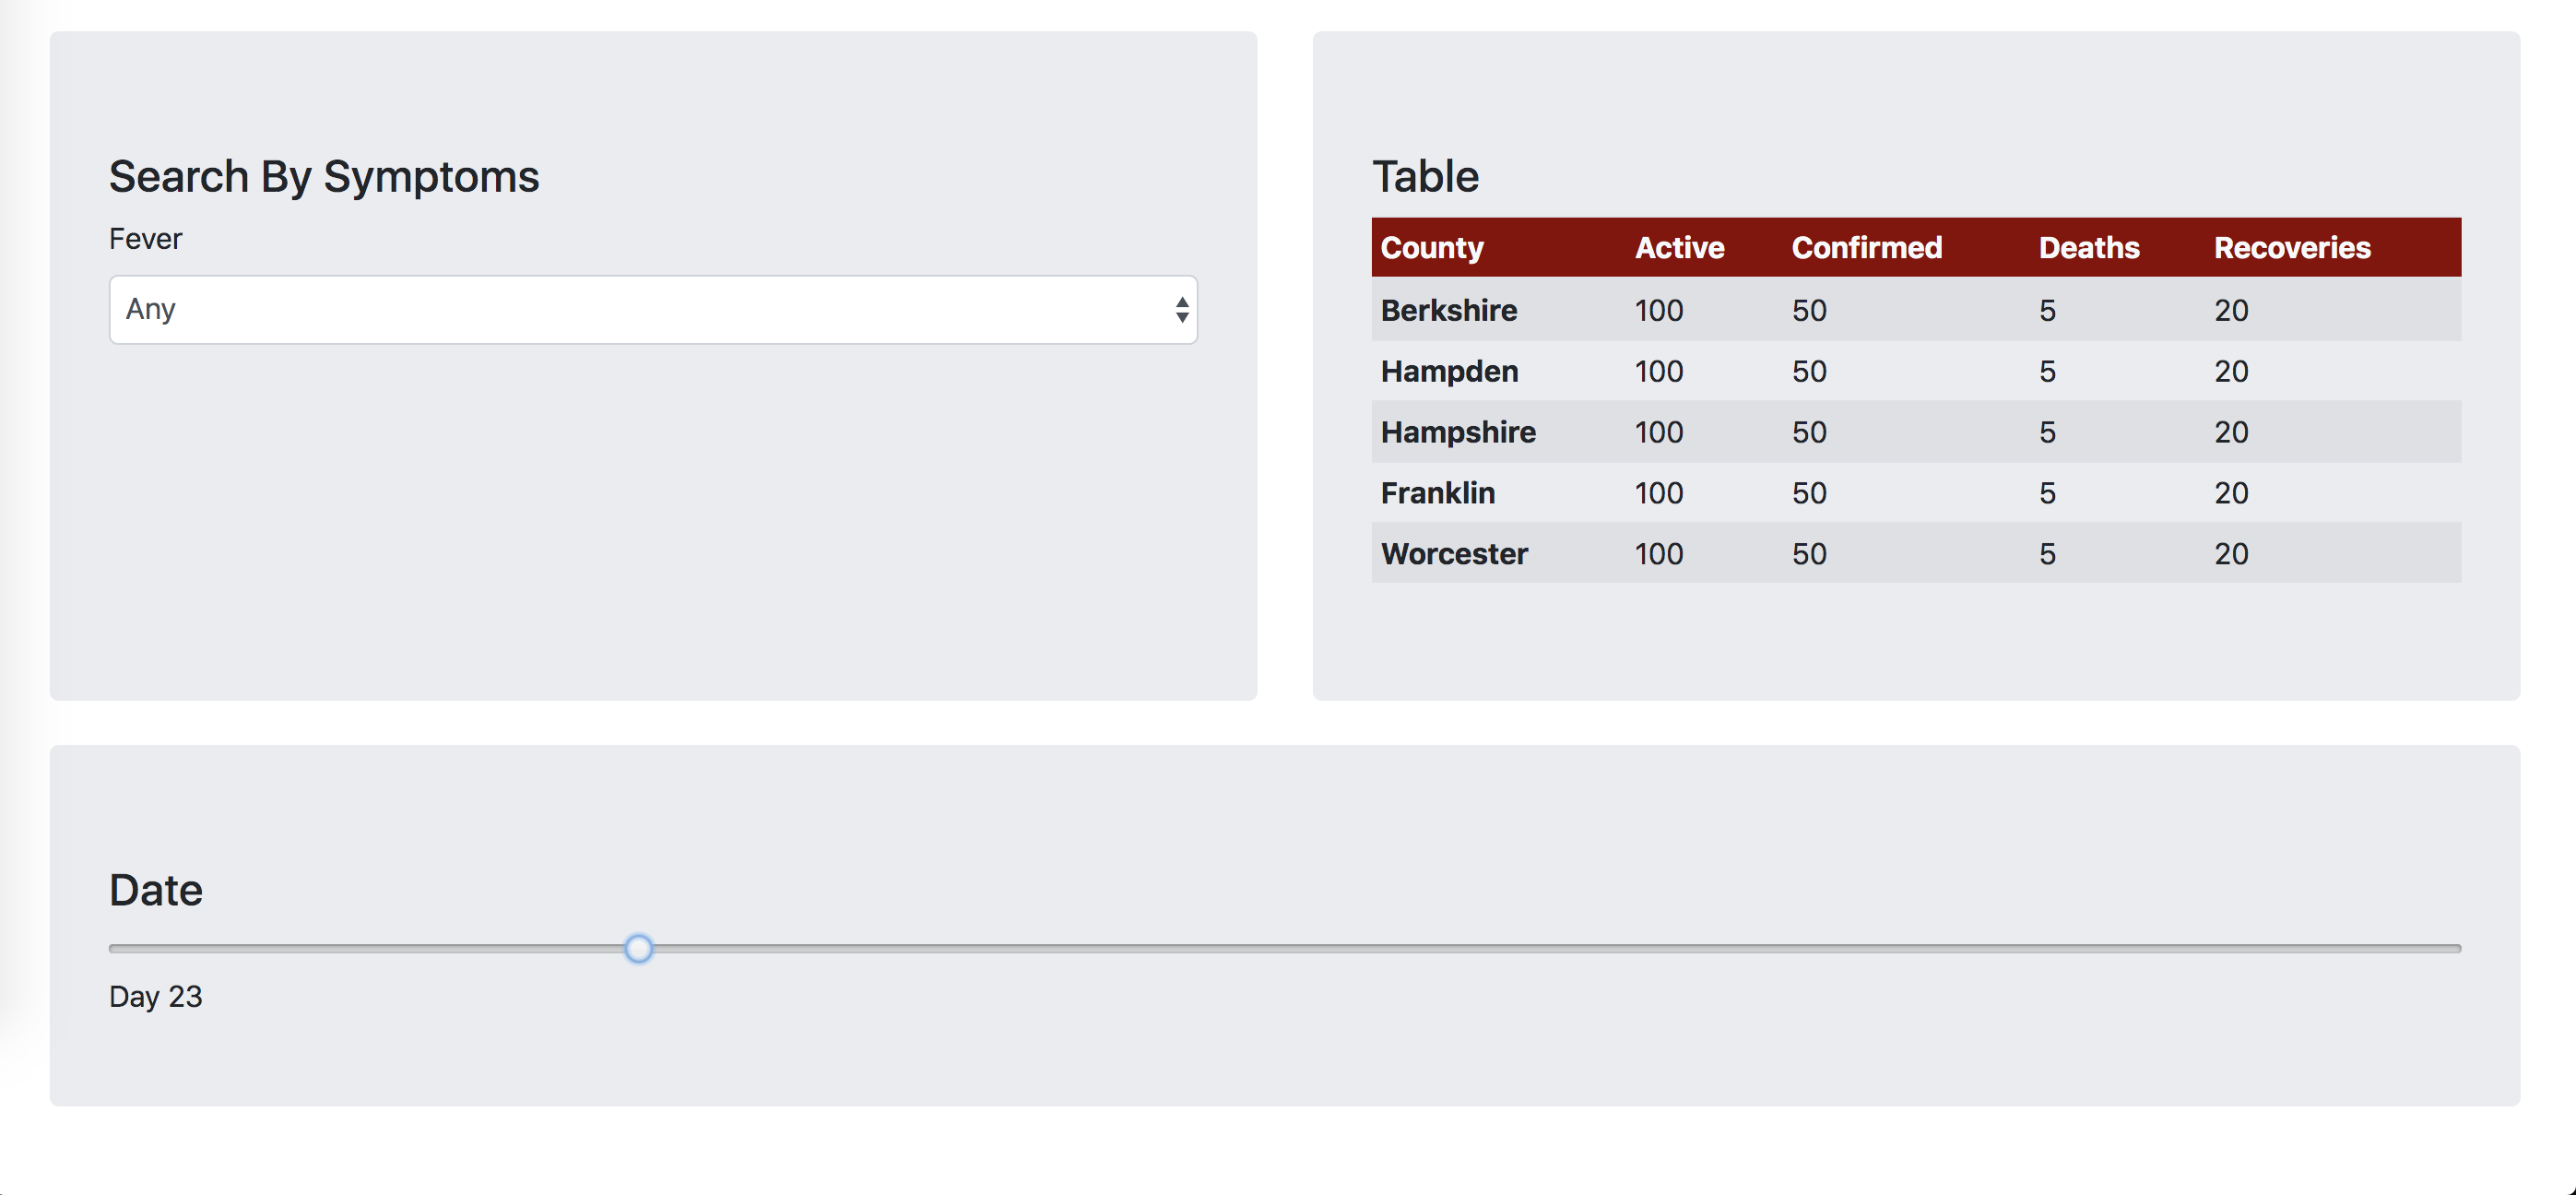 Search By Symptoms
Fever
Any
Table
County Active Confirmed Deaths Recoveries
Berkshire 100 50 5 20
Hampden 100 50 5 20
Hampshire 100 50 5 20
Franklin 100 50 5 20
Worcester 100 50 5 20
Date
Day 23